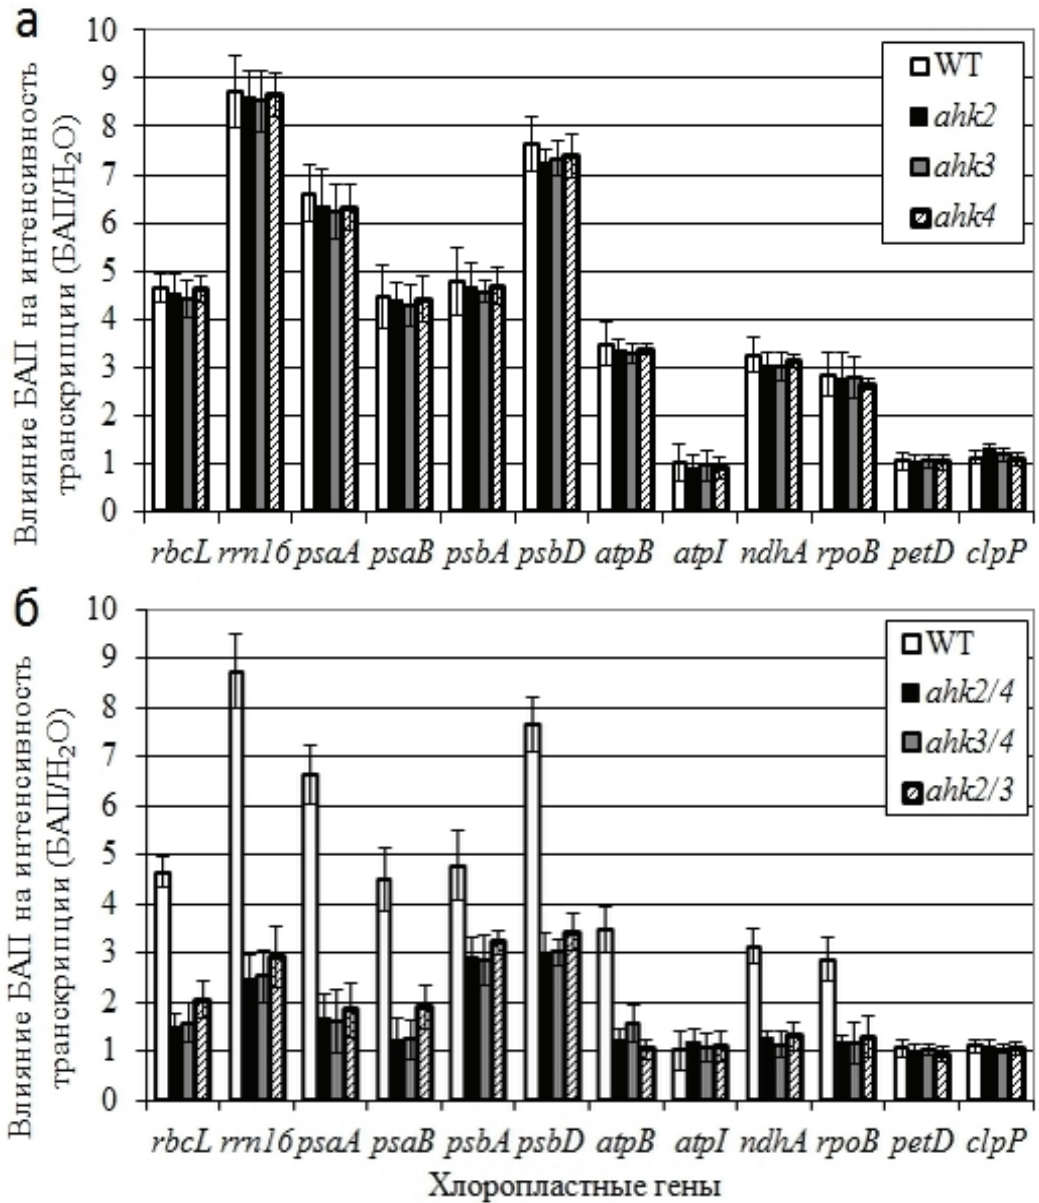 а
Влияние БАП на интенсивность
транскрипции (БАП/H₂O)
10
9
8
7
6
5
4
3
2
1
0
WT
ahk2
ahk3
ahk4
rbcL rrn16 psaA psaB psbA psbD atpB atpI ndhA rpoB petD clpP
б
Влияние БАП на интенсивность
транскрипции (БАП/H₂O)
10
9
8
7
6
5
4
3
2
1
0
WT
ahk2/4
ahk3/4
ahk2/3
rbcL rrn16 psaA psaB psbA psbD atpB atpI ndhA rpoB petD clpP
Хлоропластные гены